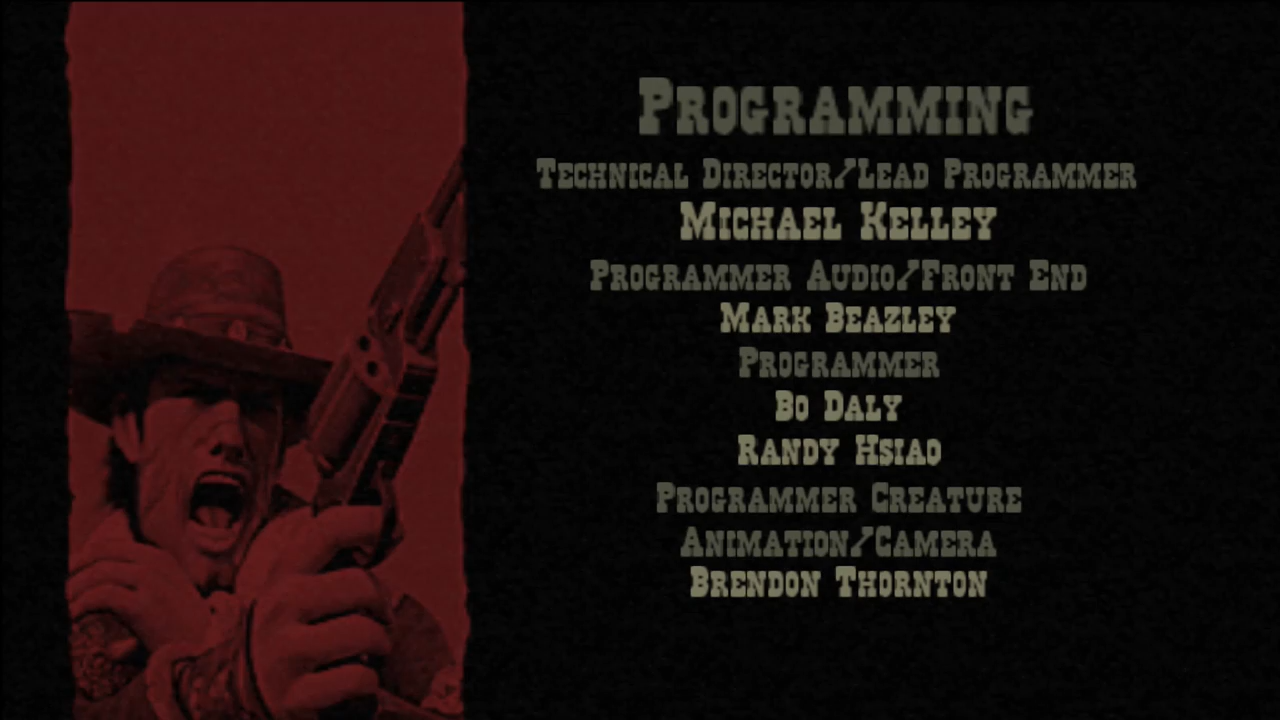 Programming
Technical Director/Lead Programmer
Michael Kelley
Programmer Audio/Front End
Mark Beazley
Programmer
Bo Daly
Randy Hsiao
Programmer Creature
Animation/Camera
Brendon Thornton